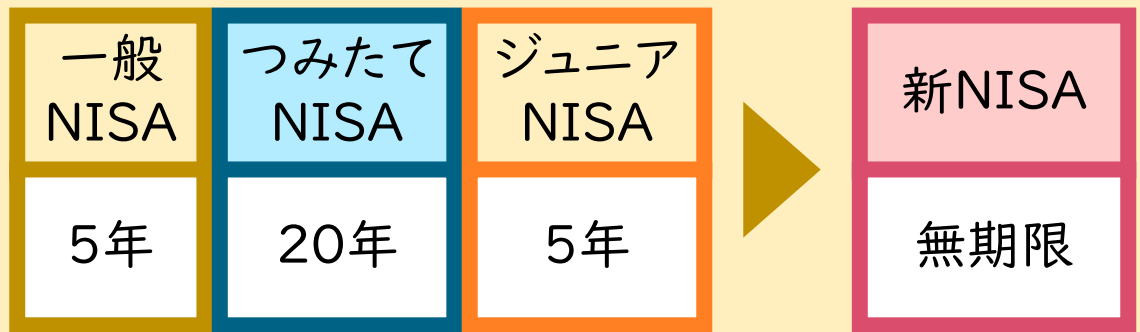 一般
NISA
つみたて
NISA
ジュニア
NISA
新NISA
5年
20年
5年
無期限